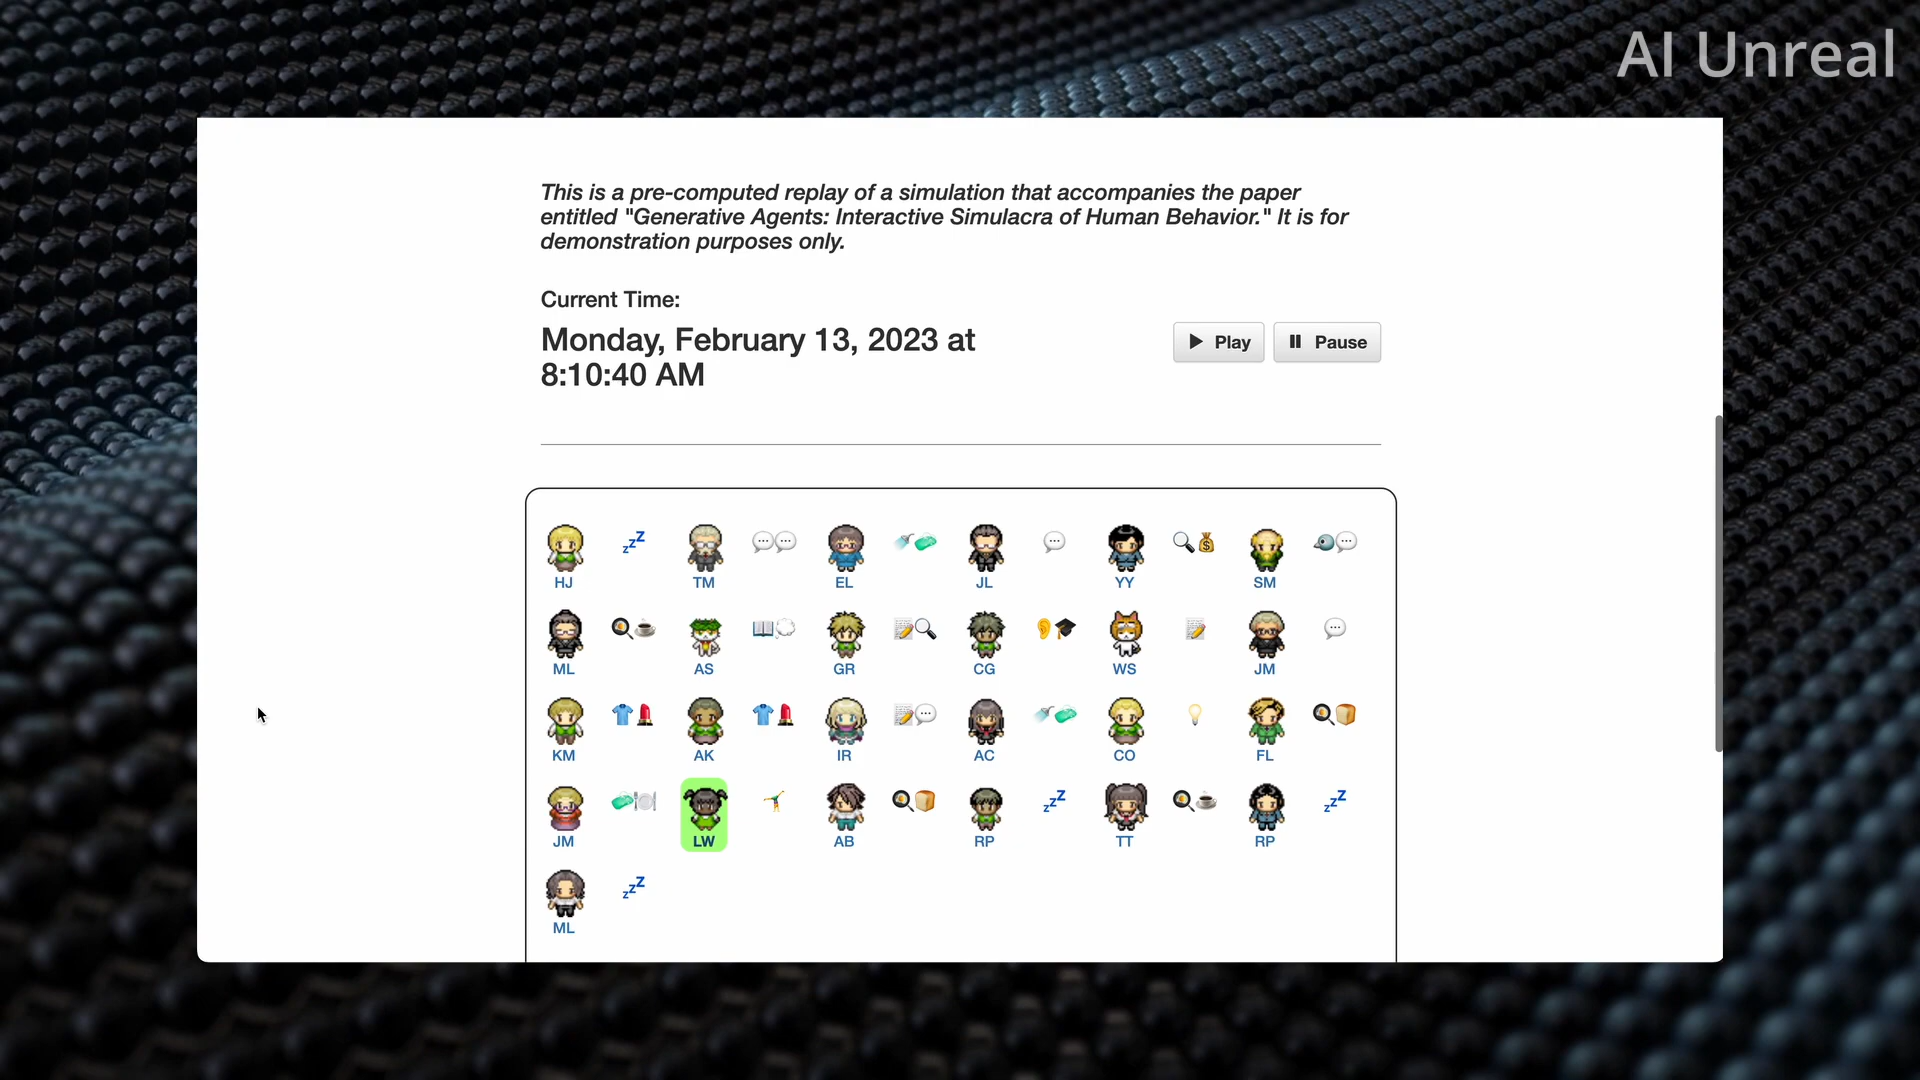 AI Unreal
This is a pre-computed replay of a simulation that accompanies the paper
entitled "Generative Agents: Interactive Simulacra of Human Behavior." It is for
demonstration purposes only.
Current Time:
Monday, February 13, 2023 at
8:10:40 AM
Play Pause
HJ TM EL JL YY SM
ML AS GR CG WS JM
KM AK IR AC CO FL
JM LW AB RP TT RP
ML